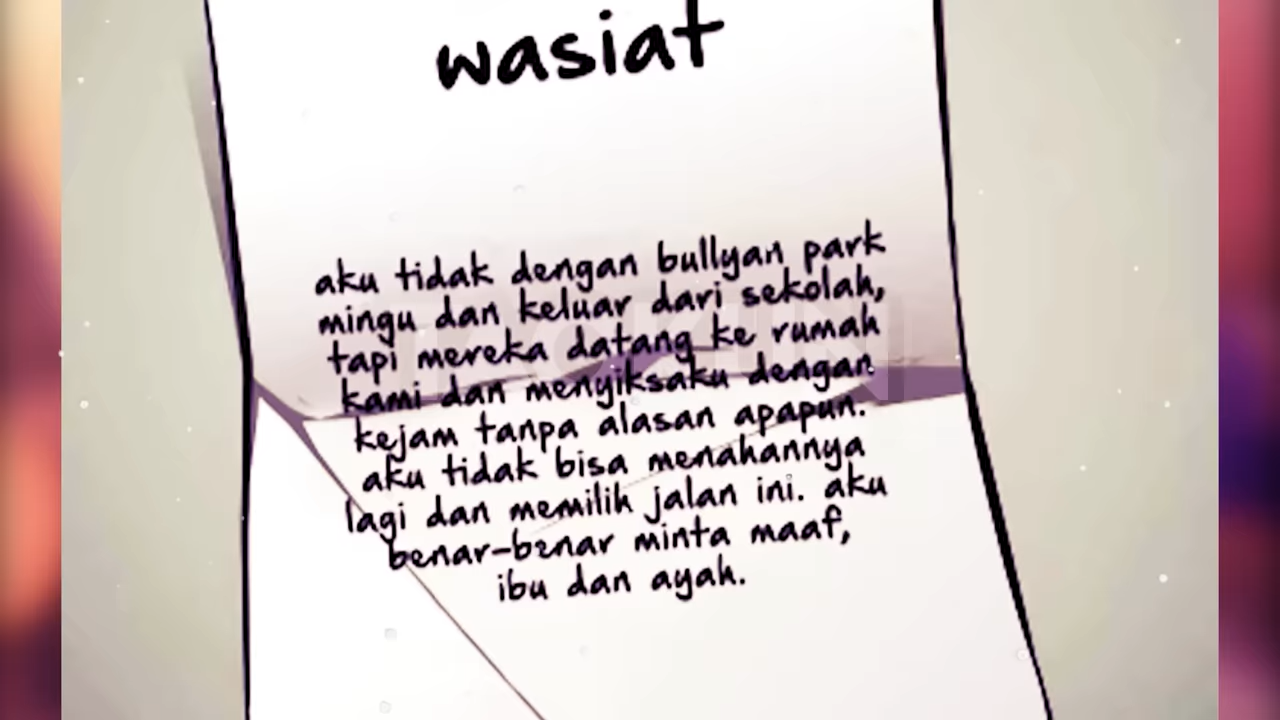 wasiat
aku tidak dengan bullyan park
mingu dan keluar dari sekolah,
tapi mereka datang ke rumah
kami dan menyiksaku dengan
kejam tanpa alasan apapun.
aku tidak bisa menahannya
lagi dan memilih jalan ini. aku
benar-benar minta maaf,
ibu dan ayah.